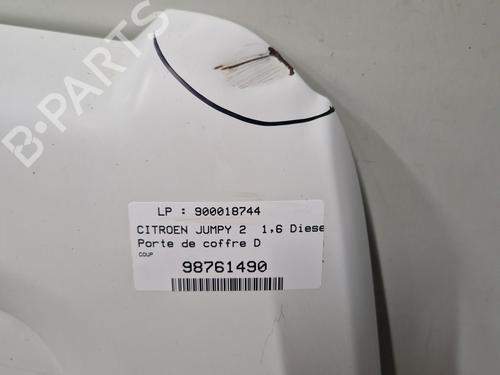 B-PARTS
LP : 900018744
CITROEN JUMPY 2 1,6 Diese
Porte de coffre D
COUP
98761490